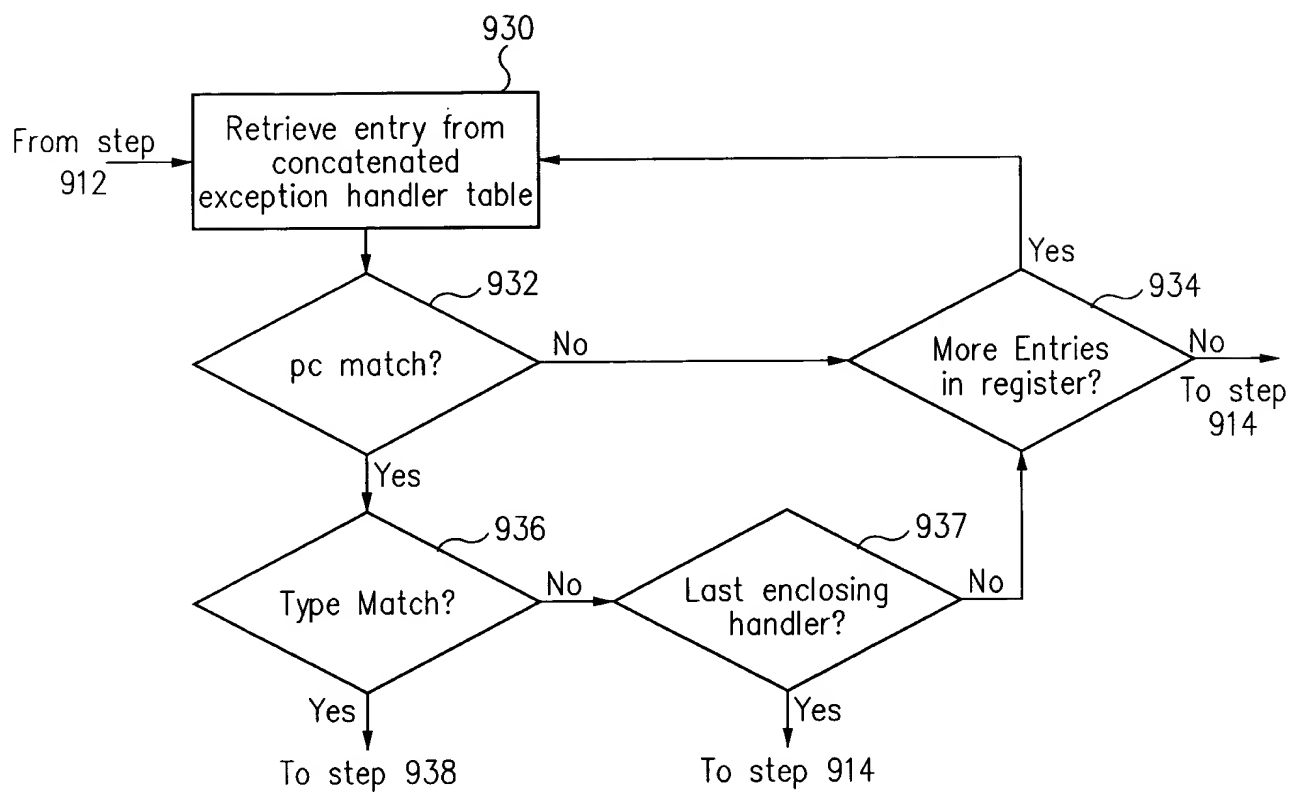 930
Retrieve entry from
concatenated
exception handler table
From step
912
Yes
932
934
pc match?
No
More Entries
in register?
No
To step
914
Yes
936
937
Type Match?
No
Last enclosing
handler?
No
Yes
To step 938
Yes
To step 914